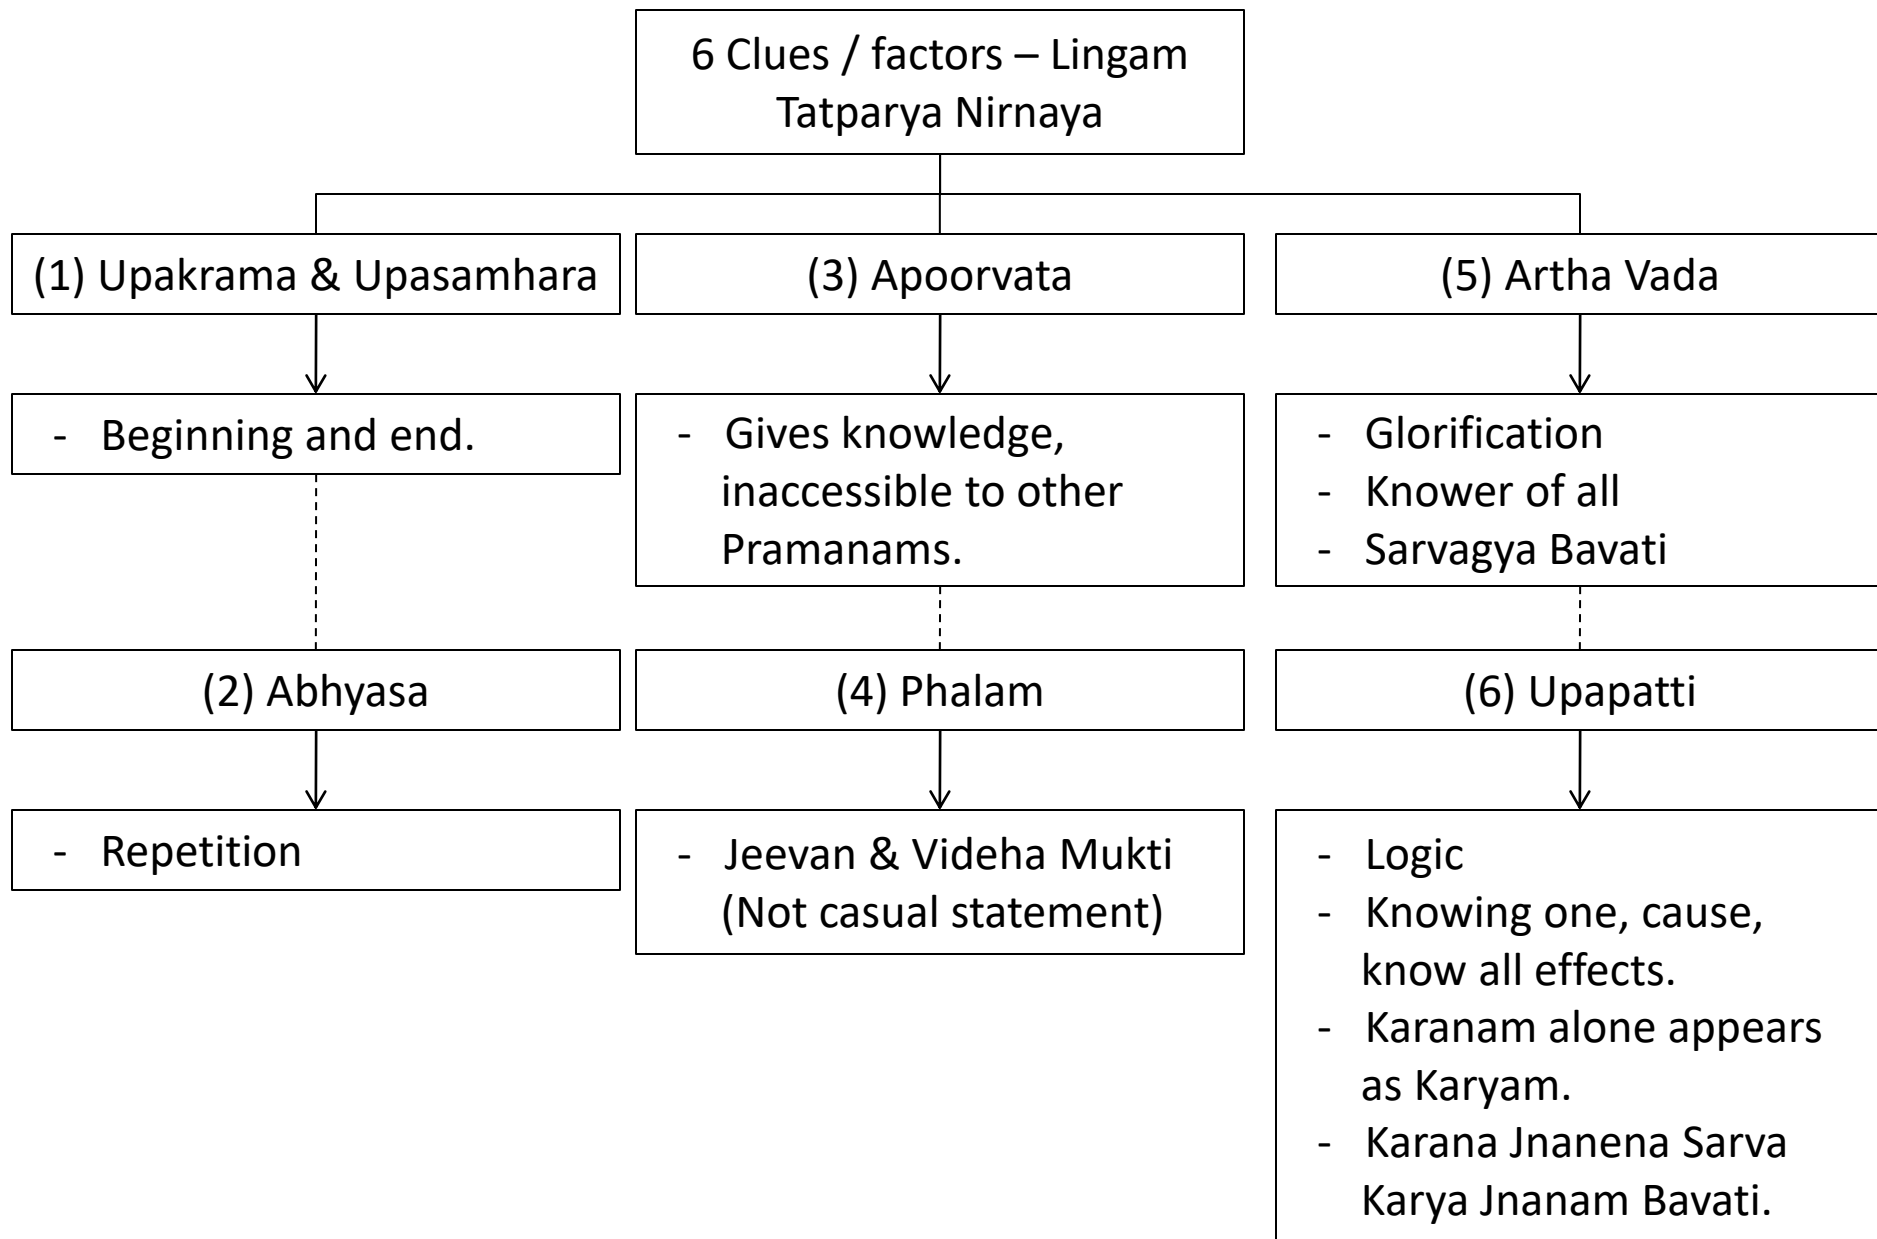 6 Clues / factors – Lingam
Tatparya Nirnaya
(1) Upakrama & Upasamhara
- Beginning and end.
(2) Abhyasa
- Repetition
(3) Apoorvata
- Gives knowledge,
inaccessible to other
Pramanams.
(4) Phalam
- Jeevan & Videha Mukti
(Not casual statement)
(5) Artha Vada
- Glorification
- Knower of all
- Sarvagya Bavati
(6) Upapatti
- Logic
- Knowing one, cause,
know all effects.
- Karanam alone appears
as Karyam.
- Karana Jnanena Sarva
Karya Jnanam Bavati.